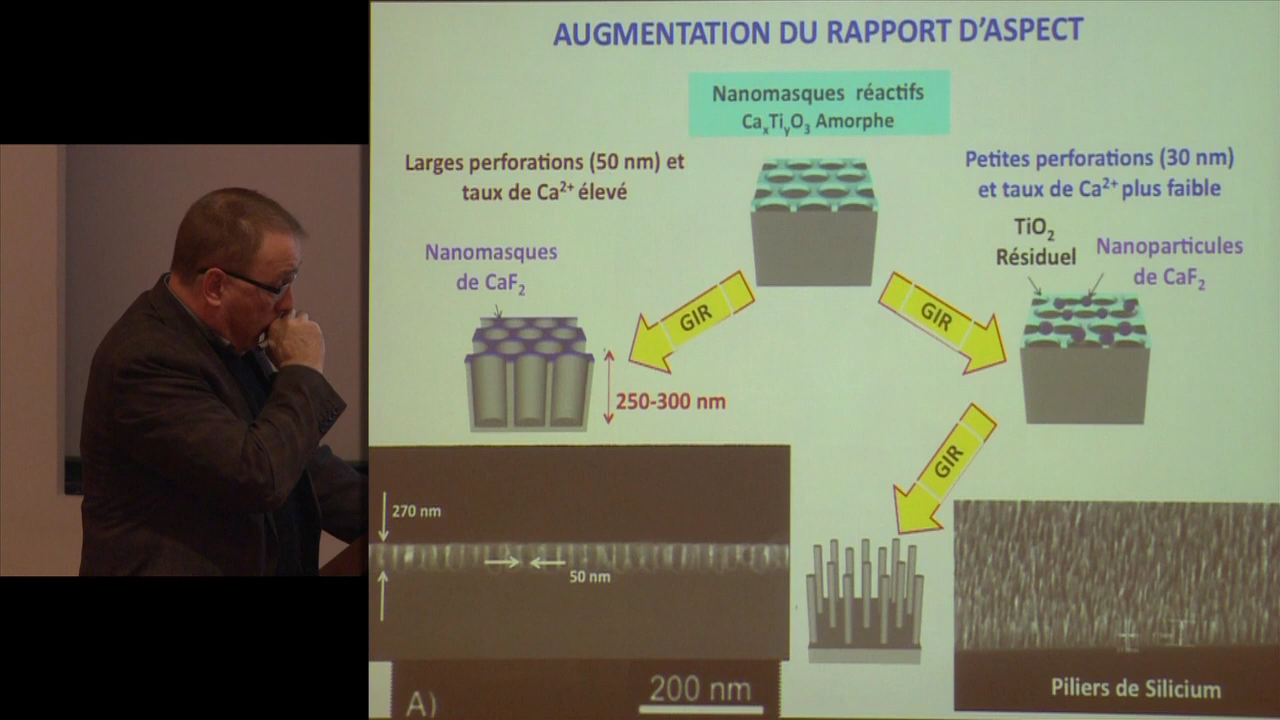 AUGMENTATION DU RAPPORT D'ASPECT
Nanomasques réactifs
CaxTiyO3 Amorphe
Larges perforations (50 nm) et
taux de Ca2+ élevé
Petites perforations (30 nm)
et taux de Ca2+ plus faible
TiO2
Résiduel
Nanoparticules
de CaF2
Nanomasques
de CaF2
GIR
GIR
250-300 nm
GIR
270 nm
50 nm
A)
200 nm
Piliers de Silicium